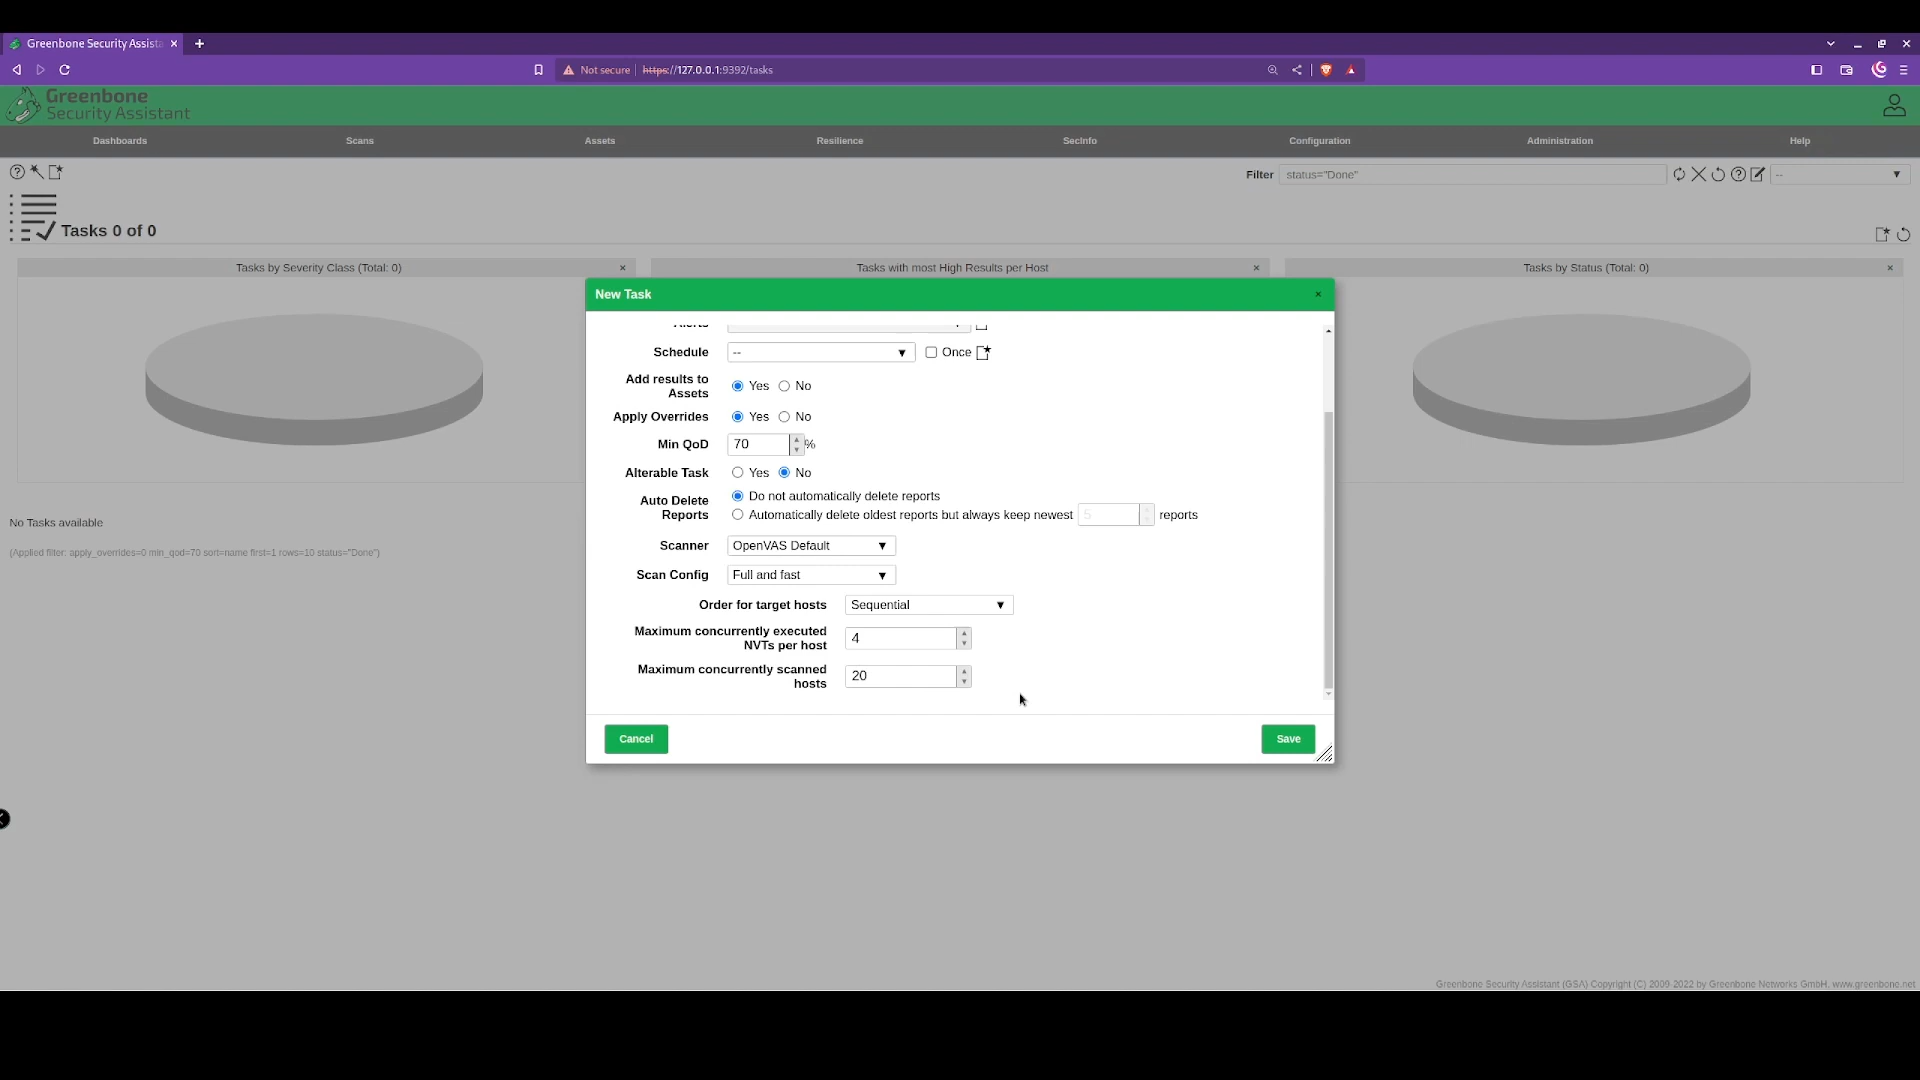 Greenbone Security Assista
Not secure https://127.0.0.1:9392/tasks
Greenbone
Security Assistant
Dashboards Scans Assets Resilience SecInfo Configuration Administration Help
Filter status="Done" --
Tasks 0 of 0
Tasks by Severity Class (Total: 0) Tasks with most High Results per Host Tasks by Status (Total: 0)
New Task
Alerts
Schedule -- Once
Add results to
Assets Yes No
Apply Overrides Yes No
Min QoD 70 %
Alterable Task Yes No
Auto Delete
Reports
Do not automatically delete reports
Automatically delete oldest reports but always keep newest 5 reports
Scanner OpenVAS Default
Scan Config Full and fast
Order for target hosts Sequential
Maximum concurrently executed
NVTs per host 4
Maximum concurrently scanned
hosts 20
Cancel Save
No Tasks available
(Applied filter: apply_overrides=0 min_qod=70 sort=name first=1 rows=10 status="Done")
Greenbone Security Assistant (GSA) Copyright (C) 2009-2022 by Greenbone Networks GmbH, www.greenbone.net